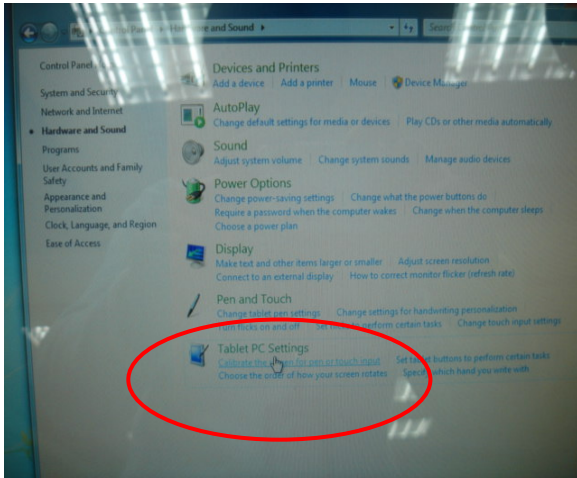 and Sound
Search
Control Panel
System and Security
Network and Internet
Hardware and Sound
Programs
User Accounts and Family
Safety
Appearance and
Personalization
Clock, Language, and Region
Ease of Access
Devices and Printers
Add a device Add a printer Mouse Device Manager
AutoPlay
Change default settings for media or devices Play CDs or other media automatically
Sound
Adjust system volume Change system sounds Manage audio devices
Power Options
Change power-saving settings Change what the power buttons do
Require a password when the computer wakes Change when the computer sleeps
Choose a power plan
Display
Make text and other items larger or smaller Adjust screen resolution
Connect to an external display How to correct monitor flicker (refresh rate)
Pen and Touch
Change tablet pen settings Change settings for handwriting personalization
Turn flicks on and off Set flicks to perform certain tasks Change touch input settings
Tablet PC Settings
Calibrate the screen for pen or touch input Set tablet buttons to perform certain tasks
Choose the order of how your screen rotates Specify which hand you write with